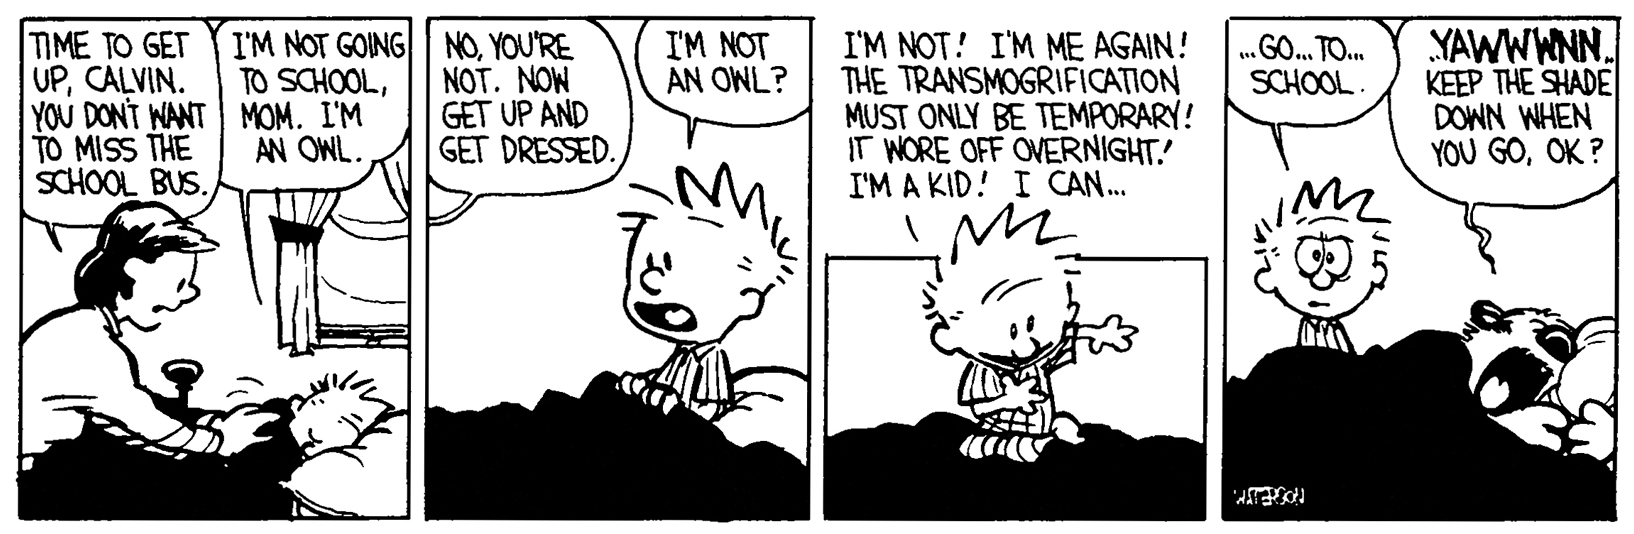 TIME TO GET
UP, CALVIN.
YOU DON'T WANT
TO MISS THE
SCHOOL BUS.
I'M NOT GOING
TO SCHOOL,
MOM. I'M
AN OWL.
NO, YOU'RE
NOT. NOW
GET UP AND
GET DRESSED.
I'M NOT
AN OWL?
I'M NOT! I'M ME AGAIN!
THE TRANSMOGRIFICATION
MUST ONLY BE TEMPORARY!
IT WORE OFF OVERNIGHT!
I'M A KID! I CAN...
...GO...TO...
SCHOOL.
..YAWWWNN..
KEEP THE SHADE
DOWN WHEN
YOU GO, OK?
WATTERSON